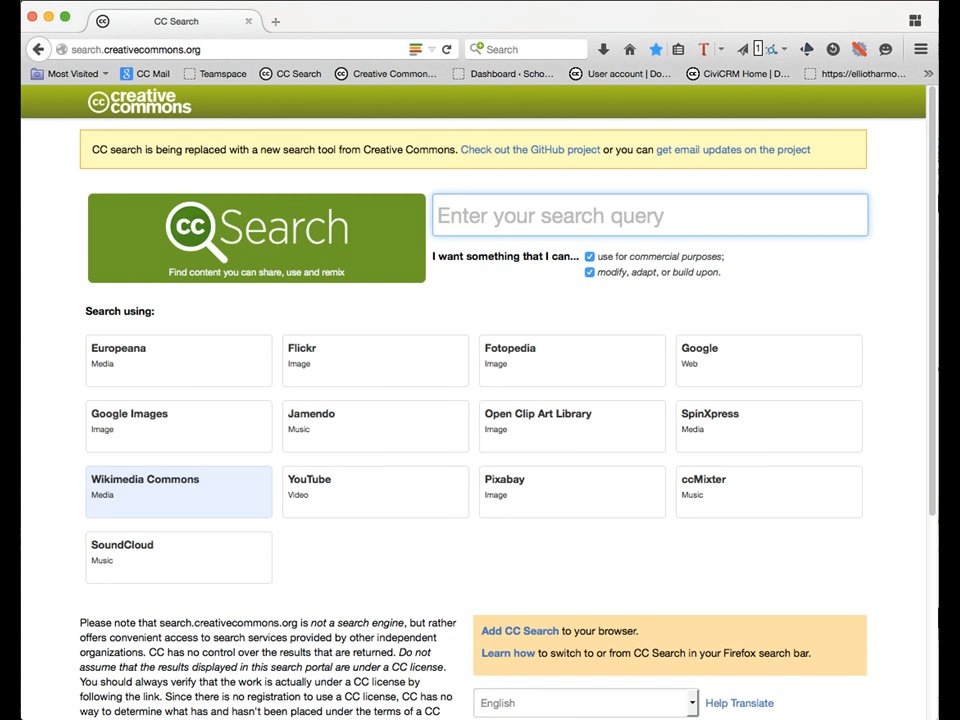 CC Search
search.creativecommons.org
Search
T
1
Most Visited
CC Mail
Teamspace
CC Search
Creative Common...
Dashboard ‹ Scho...
User account | Do...
CiviCRM Home | D...
https://elliotharmo...
cc creative commons
CC search is being replaced with a new search tool from Creative Commons. Check out the GitHub project or you can get email updates on the project
cc Search
Find content you can share, use and remix
Enter your search query
I want something that I can...
use for commercial purposes;
modify, adapt, or build upon.
Search using:
Europeana
Media
Flickr
Image
Fotopedia
Image
Google
Web
Google Images
Image
Jamendo
Music
Open Clip Art Library
Image
SpinXpress
Media
Wikimedia Commons
Media
YouTube
Video
Pixabay
Image
ccMixter
Music
SoundCloud
Music
Please note that search.creativecommons.org is not a search engine, but rather
offers convenient access to search services provided by other independent
organizations. CC has no control over the results that are returned. Do not
assume that the results displayed in this search portal are under a CC license.
You should always verify that the work is actually under a CC license by
following the link. Since there is no registration to use a CC license, CC has no
way to determine what has and hasn't been placed under the terms of a CC
Add CC Search to your browser.
Learn how to switch to or from CC Search in your Firefox search bar.
English
Help Translate